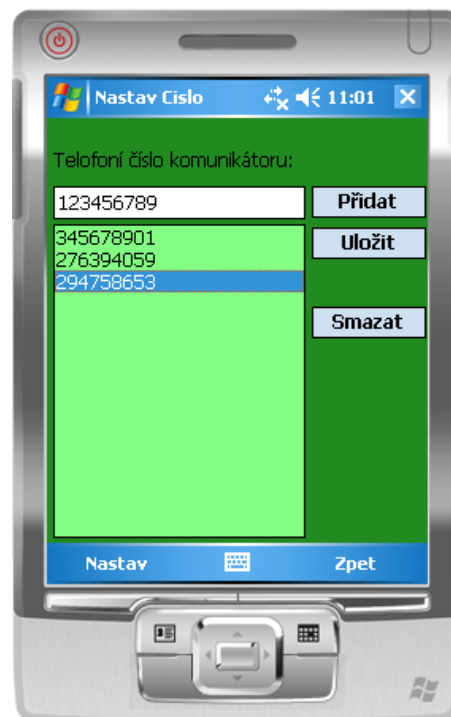 Nastav Cislo 11:01
Telofoní číslo komunikátoru:
123456789 Přidat
345678901 Uložit
276394059
294758653
Smazat
Nastav Zpet